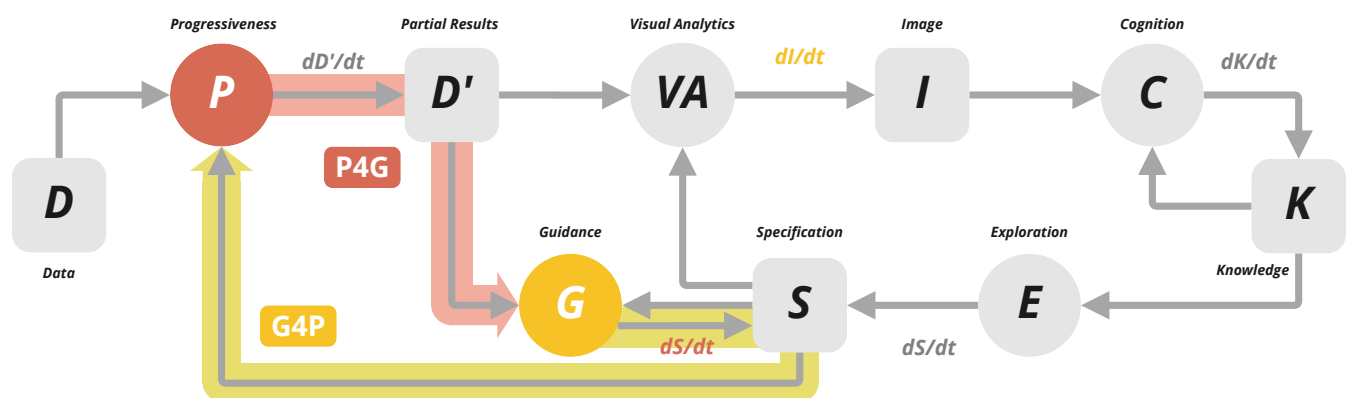 Progressiveness
Partial Results
Visual Analytics
Image
Cognition
dD'/dt
dI/dt
dK/dt
P
D'
VA
I
C
P4G
D
K
Guidance
Specification
Exploration
Data
Knowledge
G
S
E
G4P
dS/dt
dS/dt